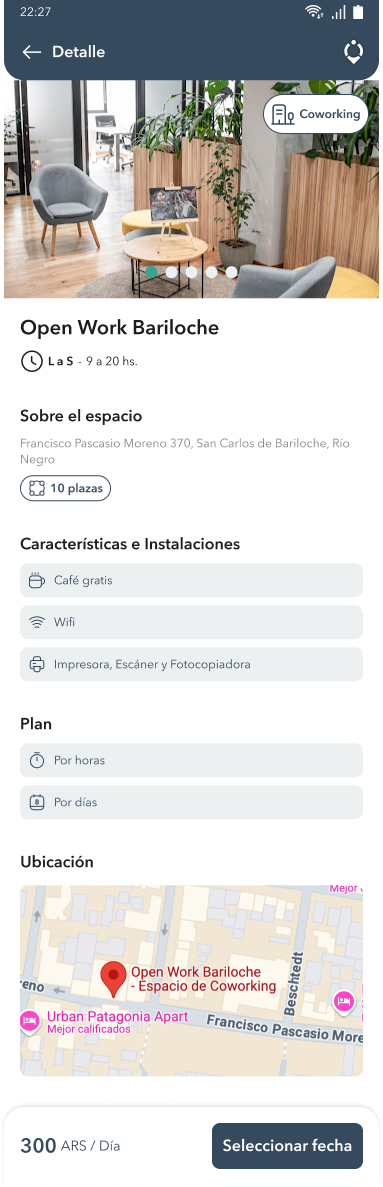 22:27
Detalle
Coworking
Open Work Bariloche
L a S - 9 a 20 hs.
Sobre el espacio
Francisco Pascasio Moreno 370, San Carlos de Bariloche, Río
Negro
10 plazas
Características e Instalaciones
Café gratis
Wifi
Impresora, Escáner y Fotocopiadora
Plan
Por horas
8
Por días
Ubicación
Mejor
Open Work Bariloche
- Espacio de Coworking
eno
Beschtedt
Urban Patagonia Apart
Mejor calificados
Francisco Pascasio More
300 ARS / Día
Seleccionar fecha